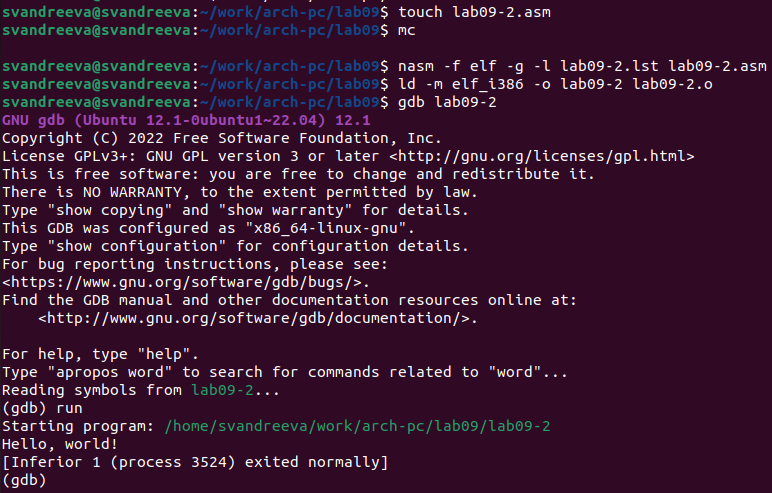 svandreeva@svandreeva:~/work/arch-pc/lab09$ touch lab09-2.asm
svandreeva@svandreeva:~/work/arch-pc/lab09$ mc
svandreeva@svandreeva:~/work/arch-pc/lab09$ nasm -f elf -g -l lab09-2.lst lab09-2.asm
svandreeva@svandreeva:~/work/arch-pc/lab09$ ld -m elf_i386 -o lab09-2 lab09-2.o
svandreeva@svandreeva:~/work/arch-pc/lab09$ gdb lab09-2
GNU gdb (Ubuntu 12.1-0ubuntu1~22.04) 12.1
Copyright (C) 2022 Free Software Foundation, Inc.
License GPLv3+: GNU GPL version 3 or later <http://gnu.org/licenses/gpl.html>
This is free software: you are free to change and redistribute it.
There is NO WARRANTY, to the extent permitted by law.
Type "show copying" and "show warranty" for details.
This GDB was configured as "x86_64-linux-gnu".
Type "show configuration" for configuration details.
For bug reporting instructions, please see:
<https://www.gnu.org/software/gdb/bugs/>.
Find the GDB manual and other documentation resources online at:
    <http://www.gnu.org/software/gdb/documentation/>.

For help, type "help".
Type "apropos word" to search for commands related to "word"...
Reading symbols from lab09-2...
(gdb) run
Starting program: /home/svandreeva/work/arch-pc/lab09/lab09-2
Hello, world!
[Inferior 1 (process 3524) exited normally]
(gdb)